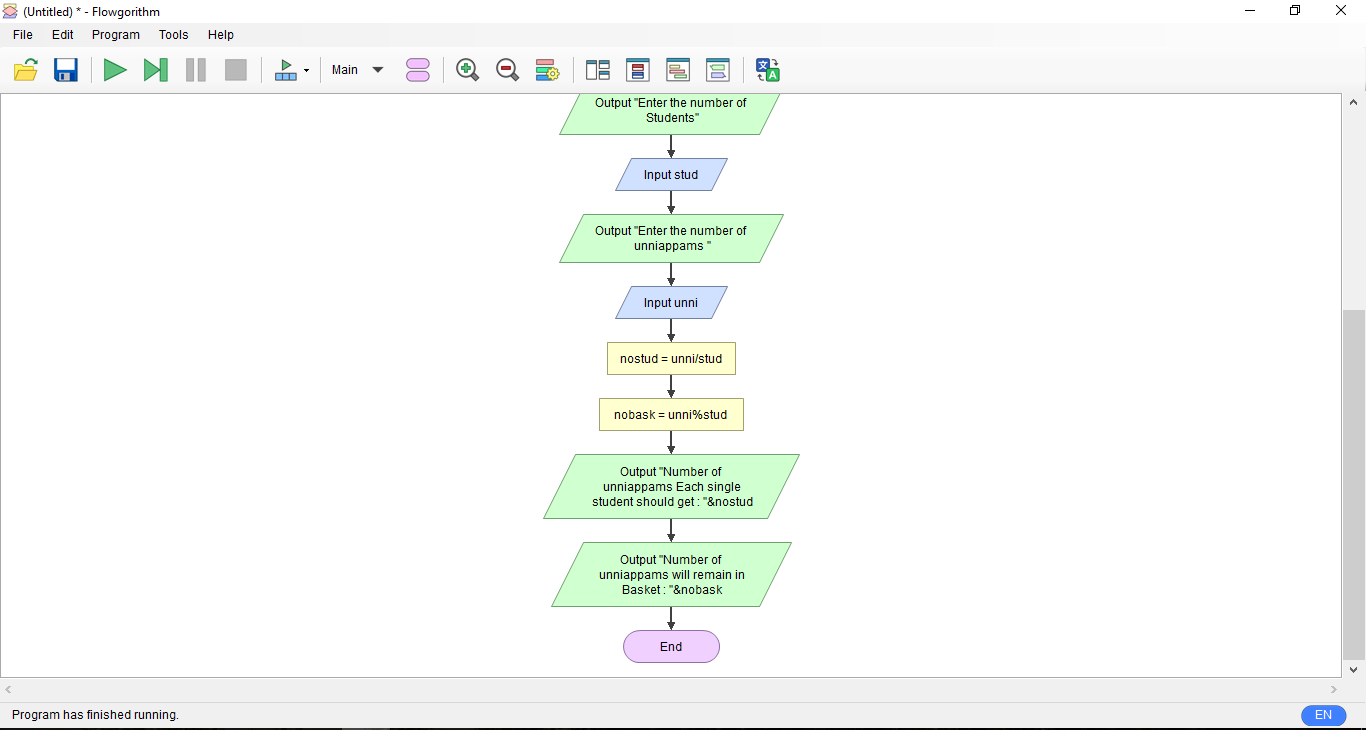 (Untitled) * - Flowgorithm
File Edit Program Tools Help
Main
文 A
Output "Enter the number of
Students"
Input stud
Output "Enter the number of
unniappams "
Input unni
nostud = unni/stud
nobask = unni%stud
Output "Number of
unniappams Each single
student should get : "&nostud
Output "Number of
unniappams will remain in
Basket : "&nobask
End
Program has finished running.
EN